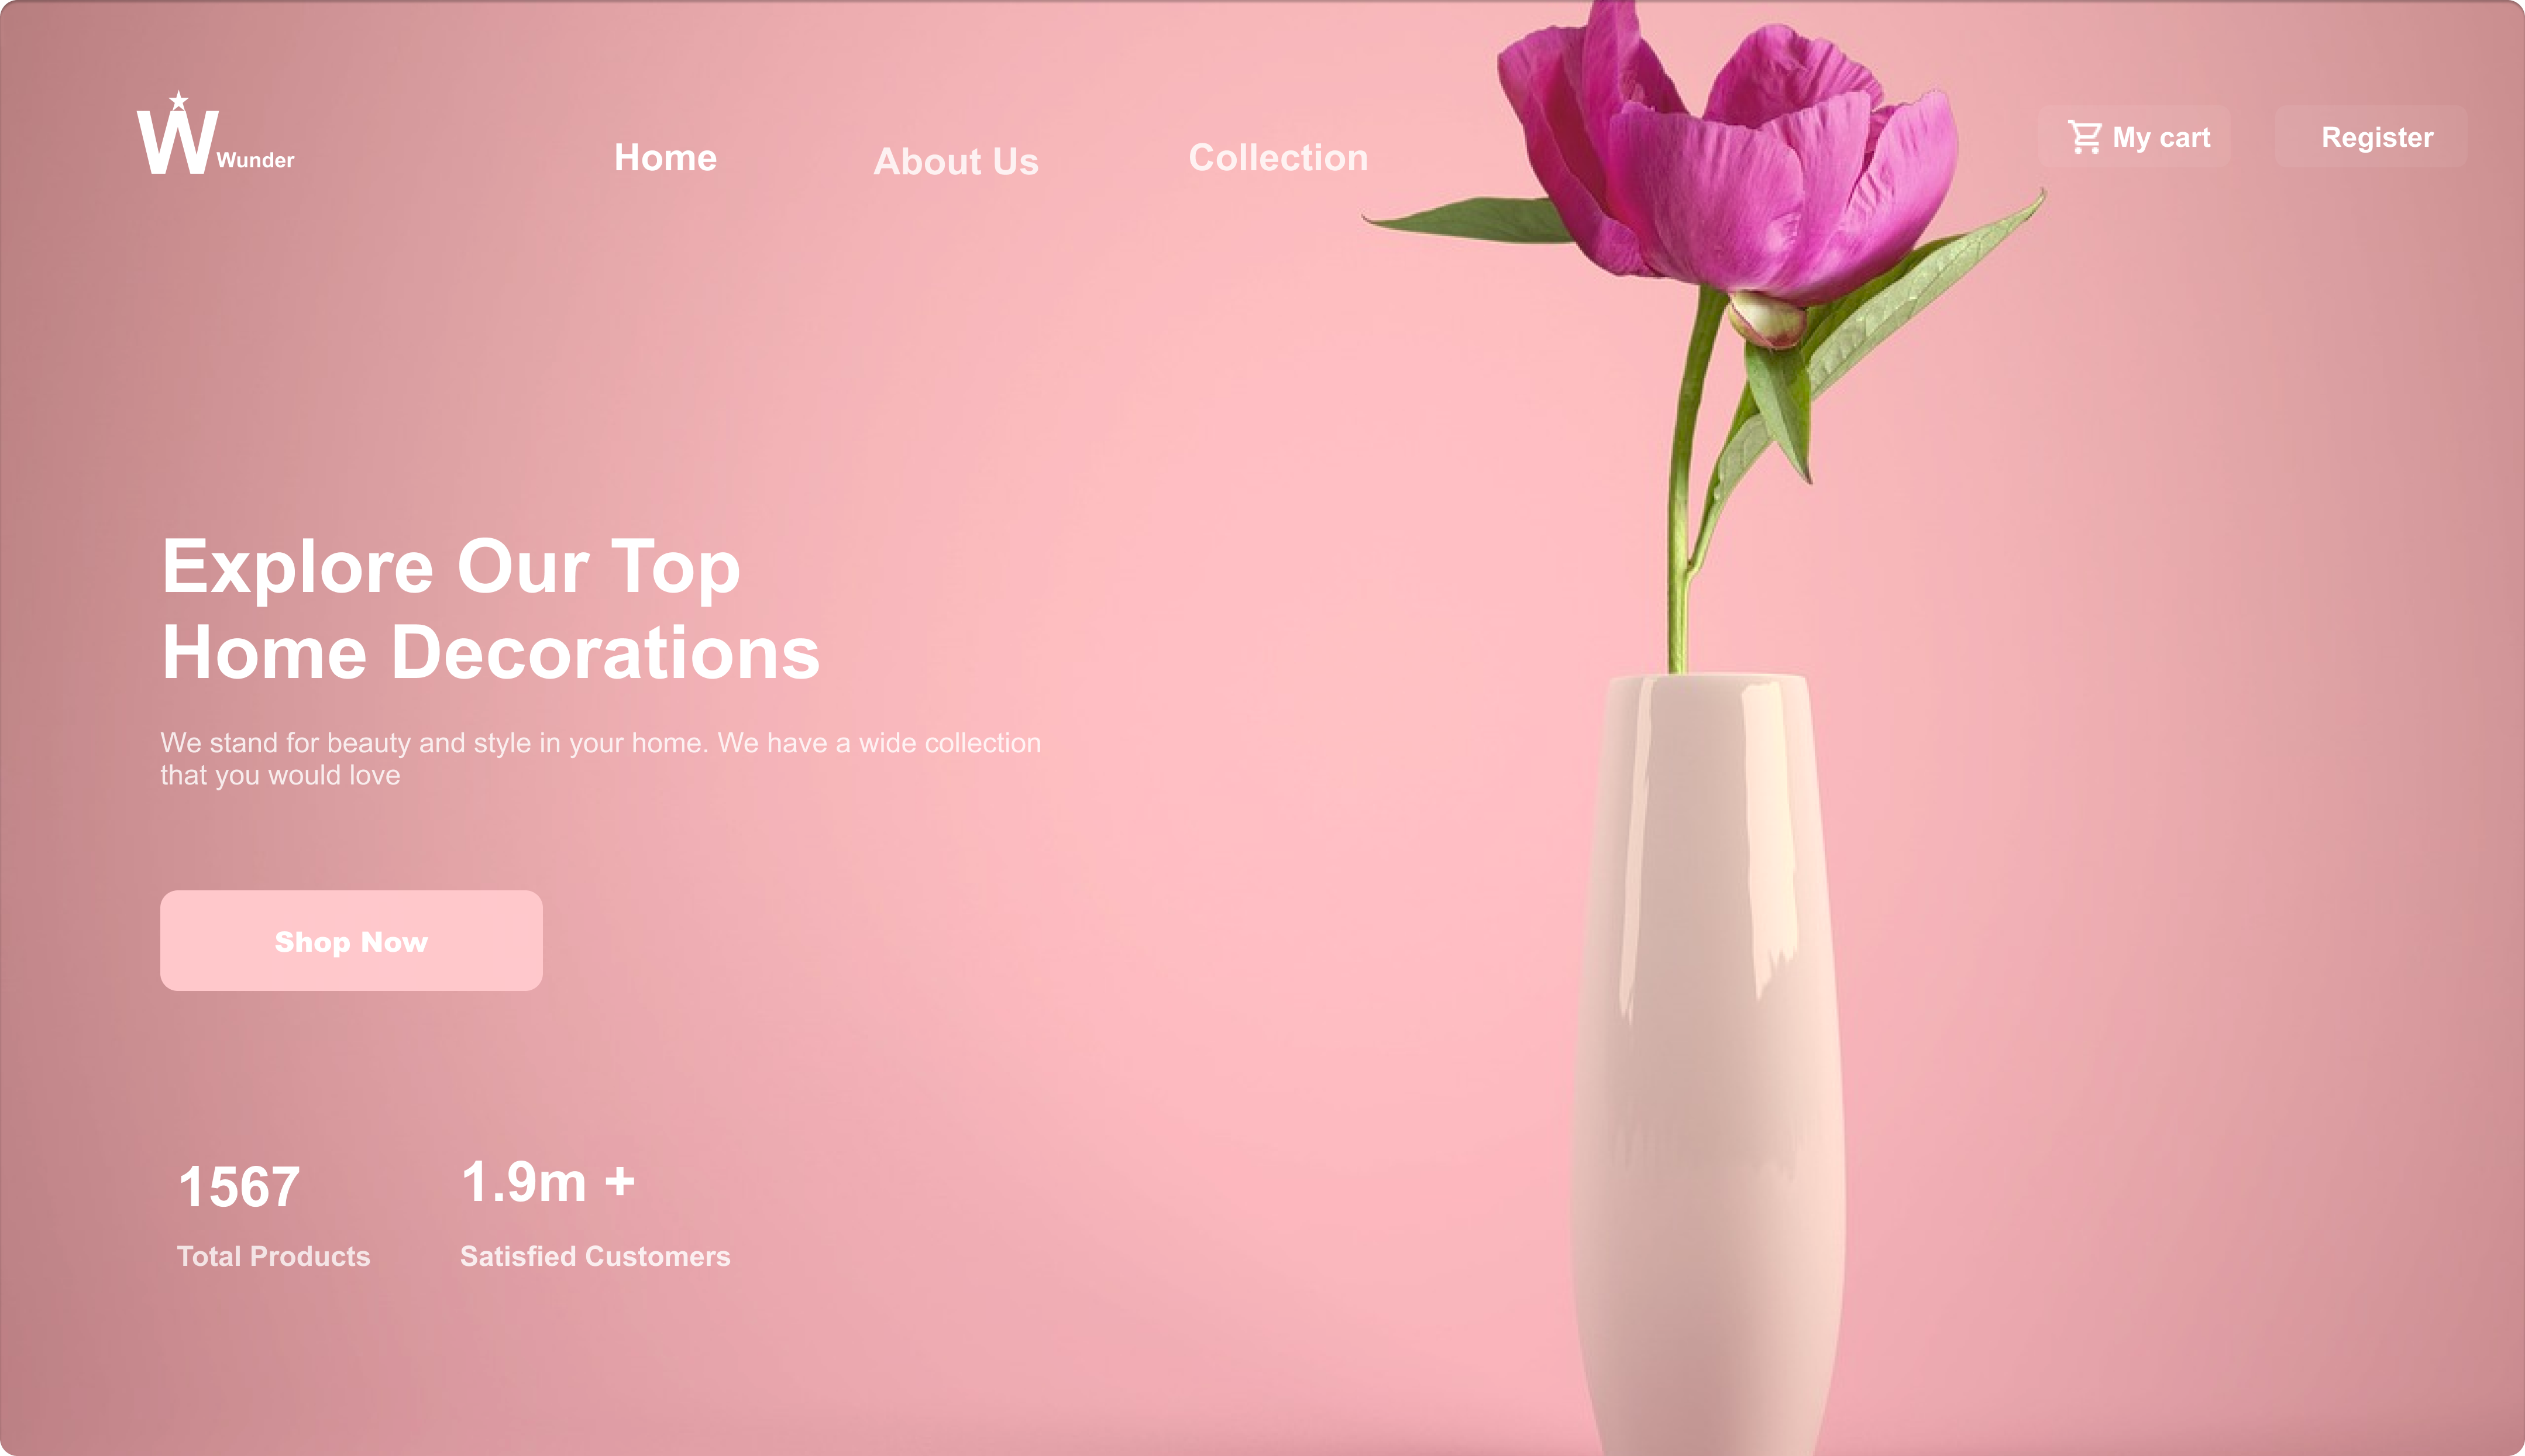 W
Wunder
Home
About Us
Collection
My cart
Register
Explore Our Top
Home Decorations
We stand for beauty and style in your home. We have a wide collection
that you would love
Shop Now
1567
1.9m +
Total Products
Satisfied Customers